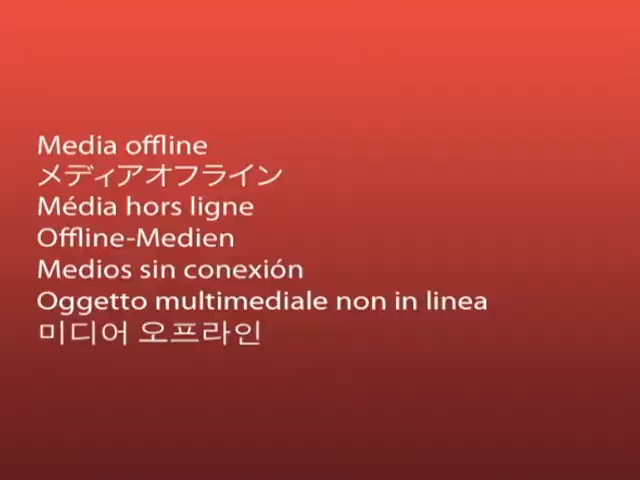 Media offline
メディアオフライン
Média hors ligne
Offline-Medien
Medios sin conexión
Oggetto multimediale non in linea
미디어 오프라인